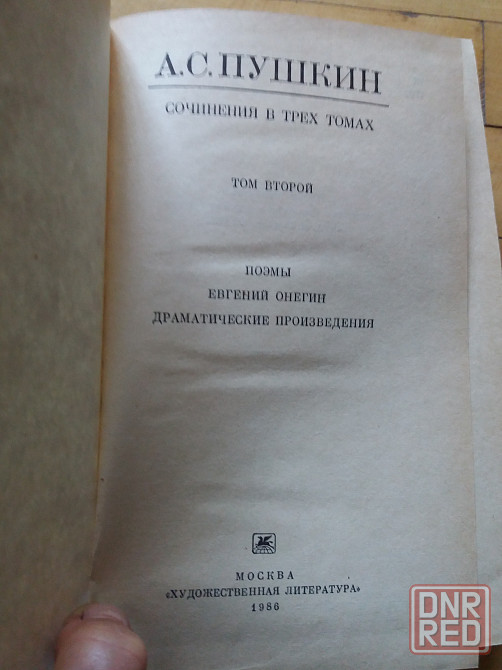 А.С.ПУШКИН
СОЧИНЕНИЯ В ТРЕХ ТОМАХ
ТОМ ВТОРОЙ
ПОЭМЫ
ЕВГЕНИЙ ОНЕГИН
ДРАМАТИЧЕСКИЕ ПРОИЗВЕДЕНИЯ
МОСКВА
«ХУДОЖЕСТВЕННАЯ ЛИТЕРАТУРА»
1986
DNR
RED